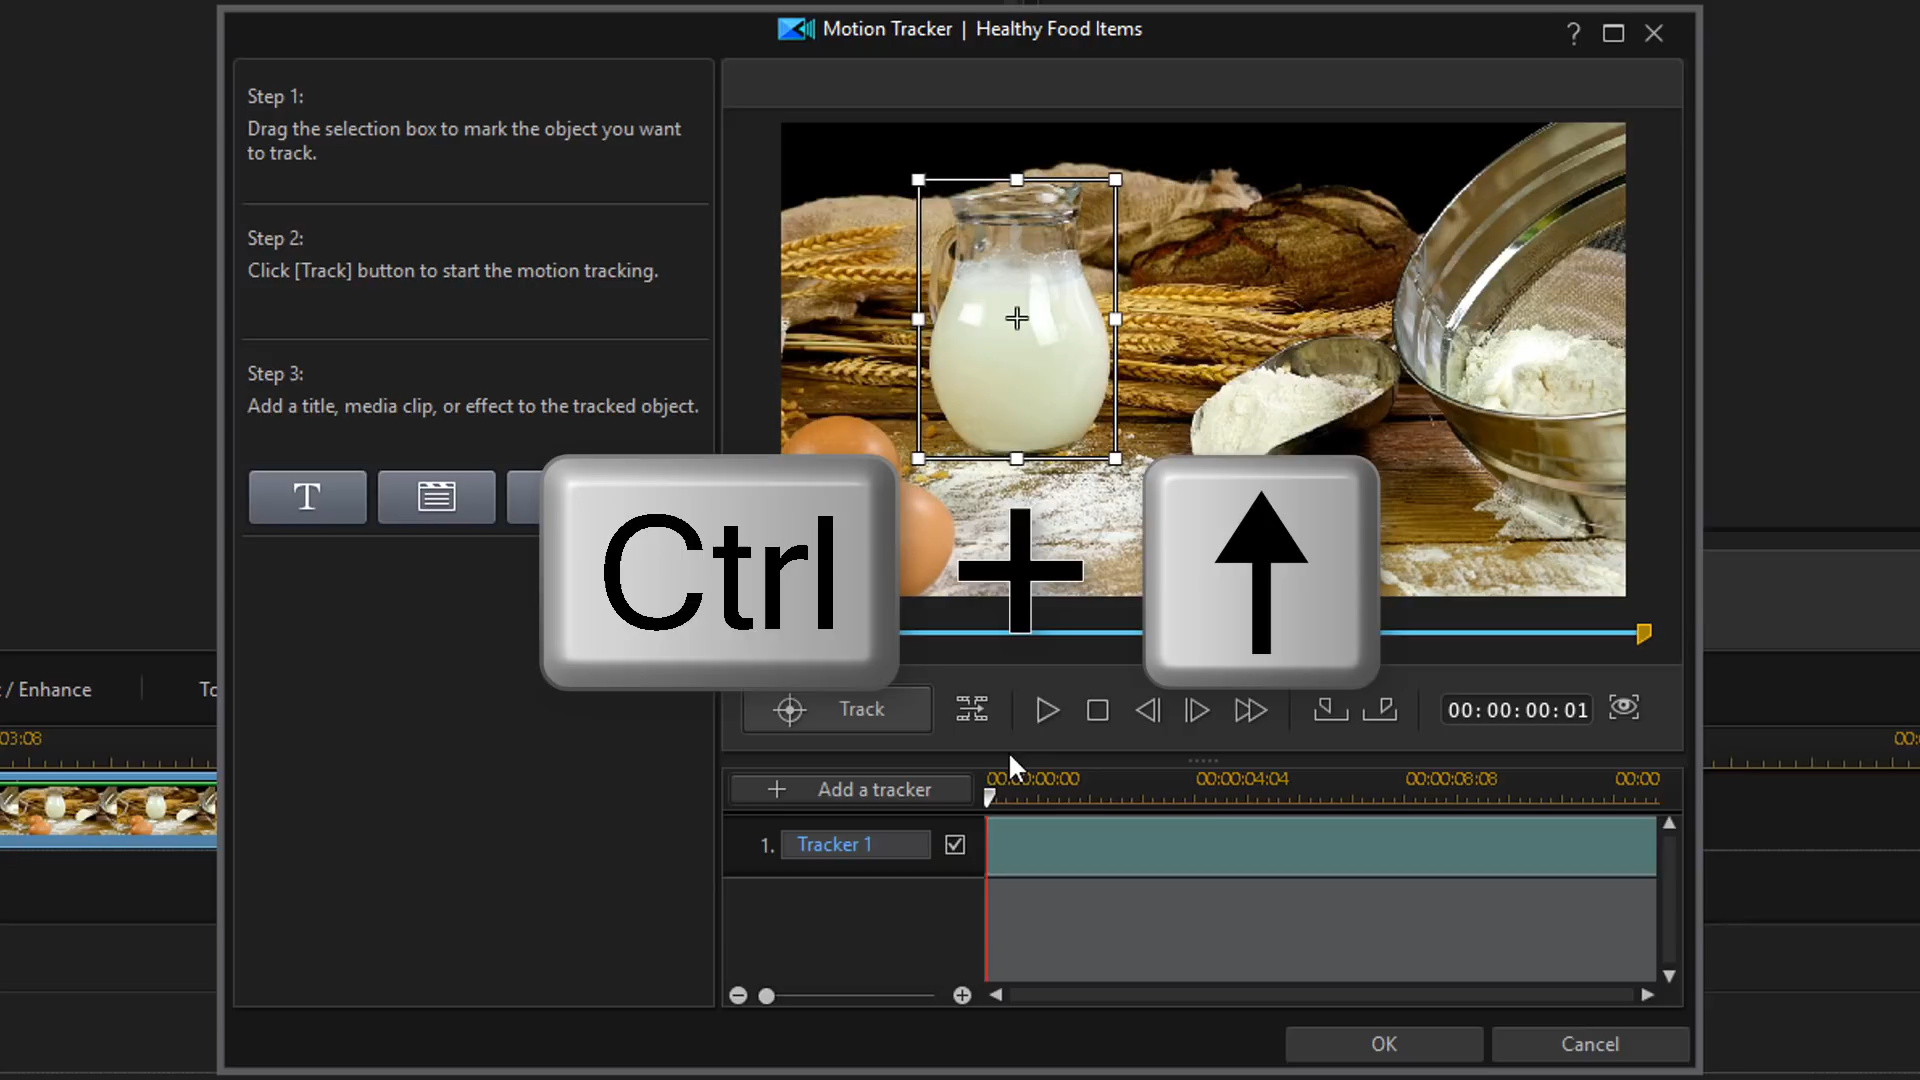 Motion Tracker | Healthy Food Items
?
Step 1:
Drag the selection box to mark the object you want
to track.
Step 2:
Click [Track] button to start the motion tracking.
Step 3:
Add a title, media clip, or effect to the tracked object.
T
Ctrl + ↑
/ Enhance
To
Track
00:00:00:01
03:08
00:
Add a tracker
00:00:04:04
00:00:08:08
00:00
1. Tracker 1
OK
Cancel